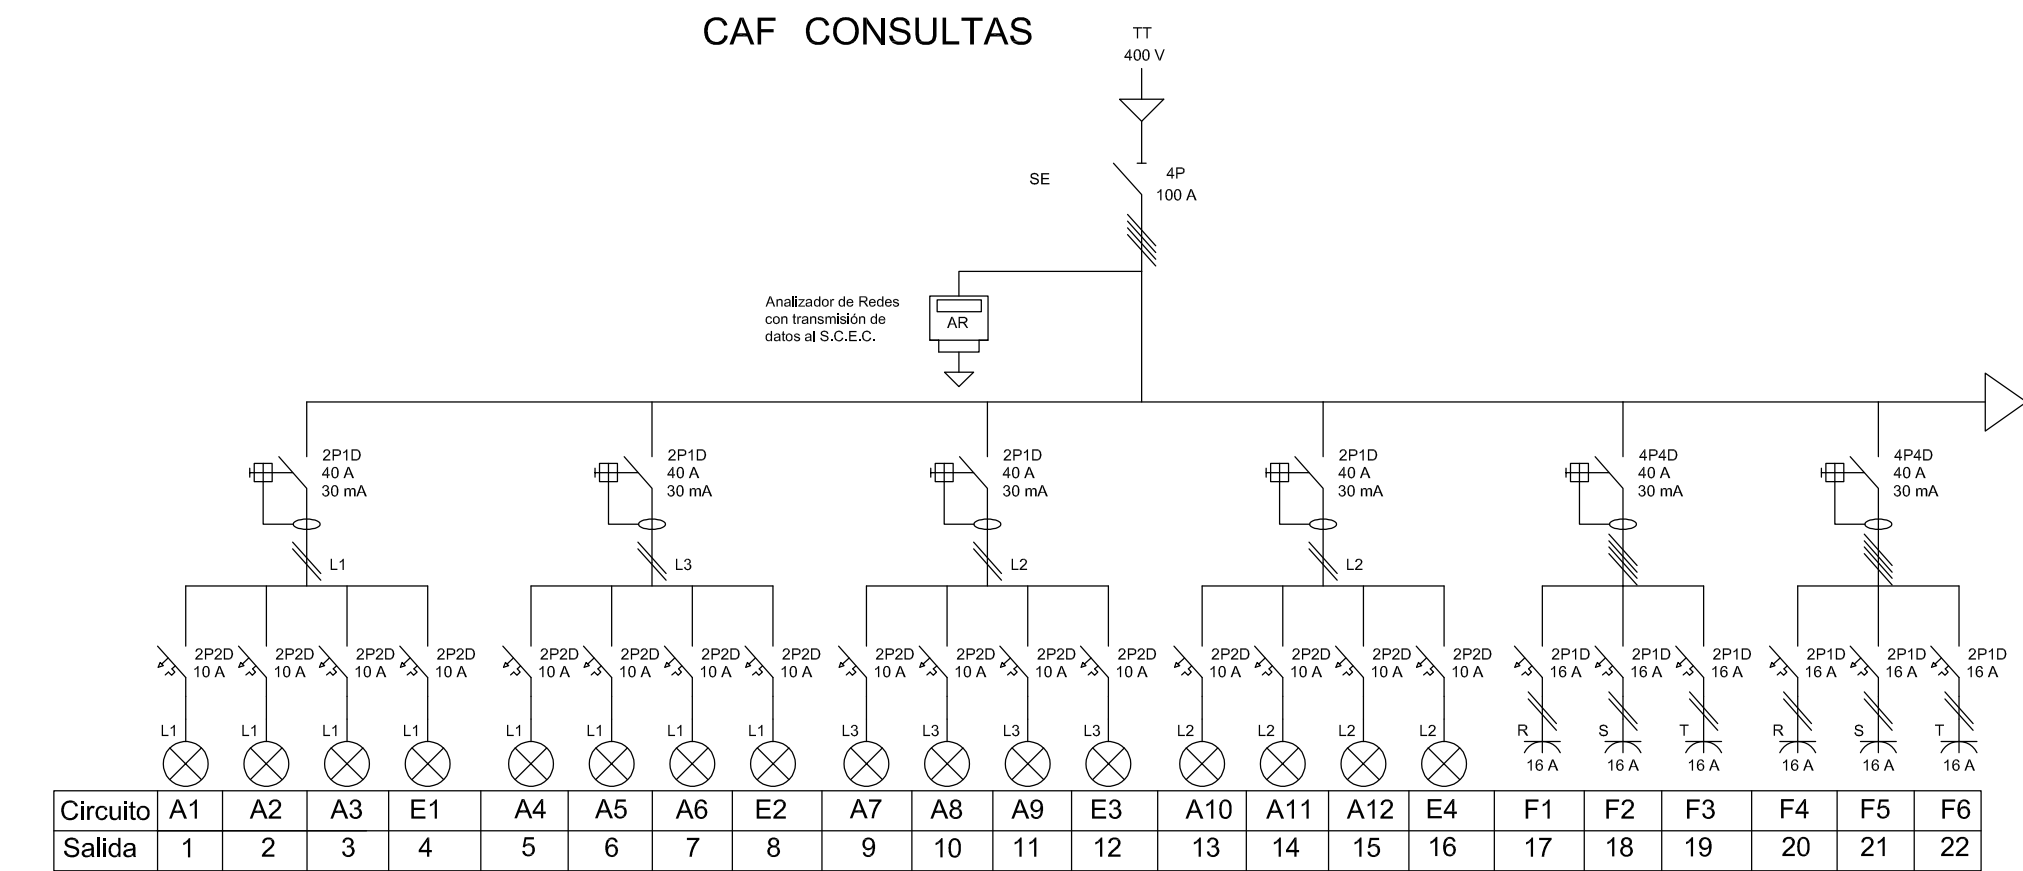 CAF CONSULTAS
TT
400 V
SE
4P
100 A
Analizador de Redes
con transmisión de
datos al S.C.E.C.
AR
2P1D
40 A
30 mA
2P1D
40 A
30 mA
2P1D
40 A
30 mA
2P1D
40 A
30 mA
4P4D
40 A
30 mA
4P4D
40 A
30 mA
L1
L3
L2
L2
2P2D 2P2D 2P2D 2P2D 2P2D 2P2D 2P2D 2P2D 2P2D 2P2D 2P2D 2P2D 2P2D 2P2D 2P2D 2P2D 2P1D 2P1D 2P1D 2P1D 2P1D 2P1D
10 A 10 A 10 A 10 A 10 A 10 A 10 A 10 A 10 A 10 A 10 A 10 A 10 A 10 A 10 A 10 A 16 A 16 A 16 A 16 A 16 A 16 A
L1 L1 L1 L1 L1 L1 L1 L1 L3 L3 L3 L3 L2 L2 L2 L2 R S T R S T
16 A 16 A 16 A 16 A 16 A 16 A
Circuito A1 A2 A3 E1 A4 A5 A6 E2 A7 A8 A9 E3 A10 A11 A12 E4 F1 F2 F3 F4 F5 F6
Salida 1 2 3 4 5 6 7 8 9 10 11 12 13 14 15 16 17 18 19 20 21 22